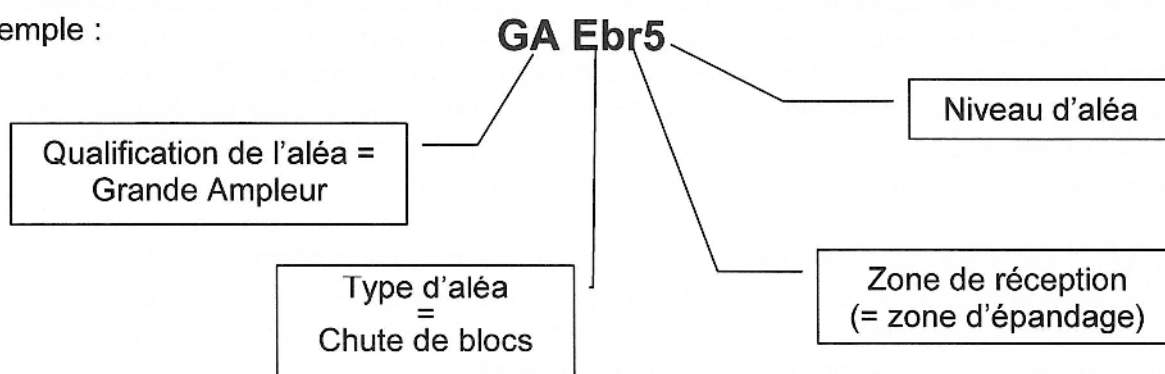 emple :
GA Ebr5
Niveau d'aléa
Qualification de l'aléa =
Grande Ampleur
Type d'aléa
=
Chute de blocs
Zone de réception
(= zone d'épandage)